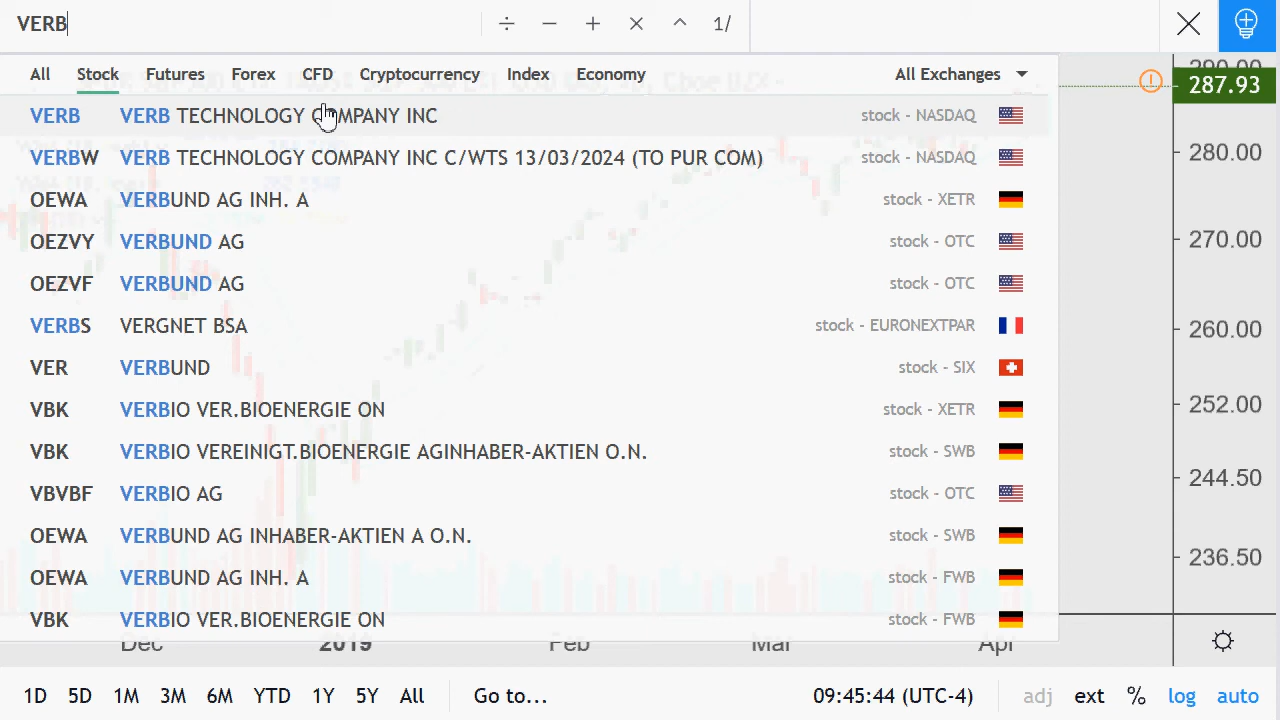 VERB ÷ − + × ^ 1/
290.00
All Stock Futures Forex CFD Cryptocurrency Index Economy All Exchanges
287.93
VERB VERB TECHNOLOGY COMPANY INC stock - NASDAQ
280.00
VERBW VERB TECHNOLOGY COMPANY INC C/WTS 13/03/2024 (TO PUR COM) stock - NASDAQ
OEWA VERBUND AG INH. A stock - XETR
OEZVY VERBUND AG stock - OTC
270.00
OEZVF VERBUND AG stock - OTC
VERBS VERGNET BSA stock - EURONEXTPAR
260.00
VER VERBUND stock - SIX
VBK VERBIO VER.BIOENERGIE ON stock - XETR
252.00
VBK VERBIO VEREINIGT.BIOENERGIE AGINHABER-AKTIEN O.N. stock - SWB
244.50
VBVBF VERBIO AG stock - OTC
OEWA VERBUND AG INHABER-AKTIEN A O.N. stock - SWB
236.50
OEWA VERBUND AG INH. A stock - FWB
VBK VERBIO VER.BIOENERGIE ON stock - FWB
Dec 2019 Feb Mar Apr
1D 5D 1M 3M 6M YTD 1Y 5Y All Go to... 09:45:44 (UTC-4) adj ext % log auto